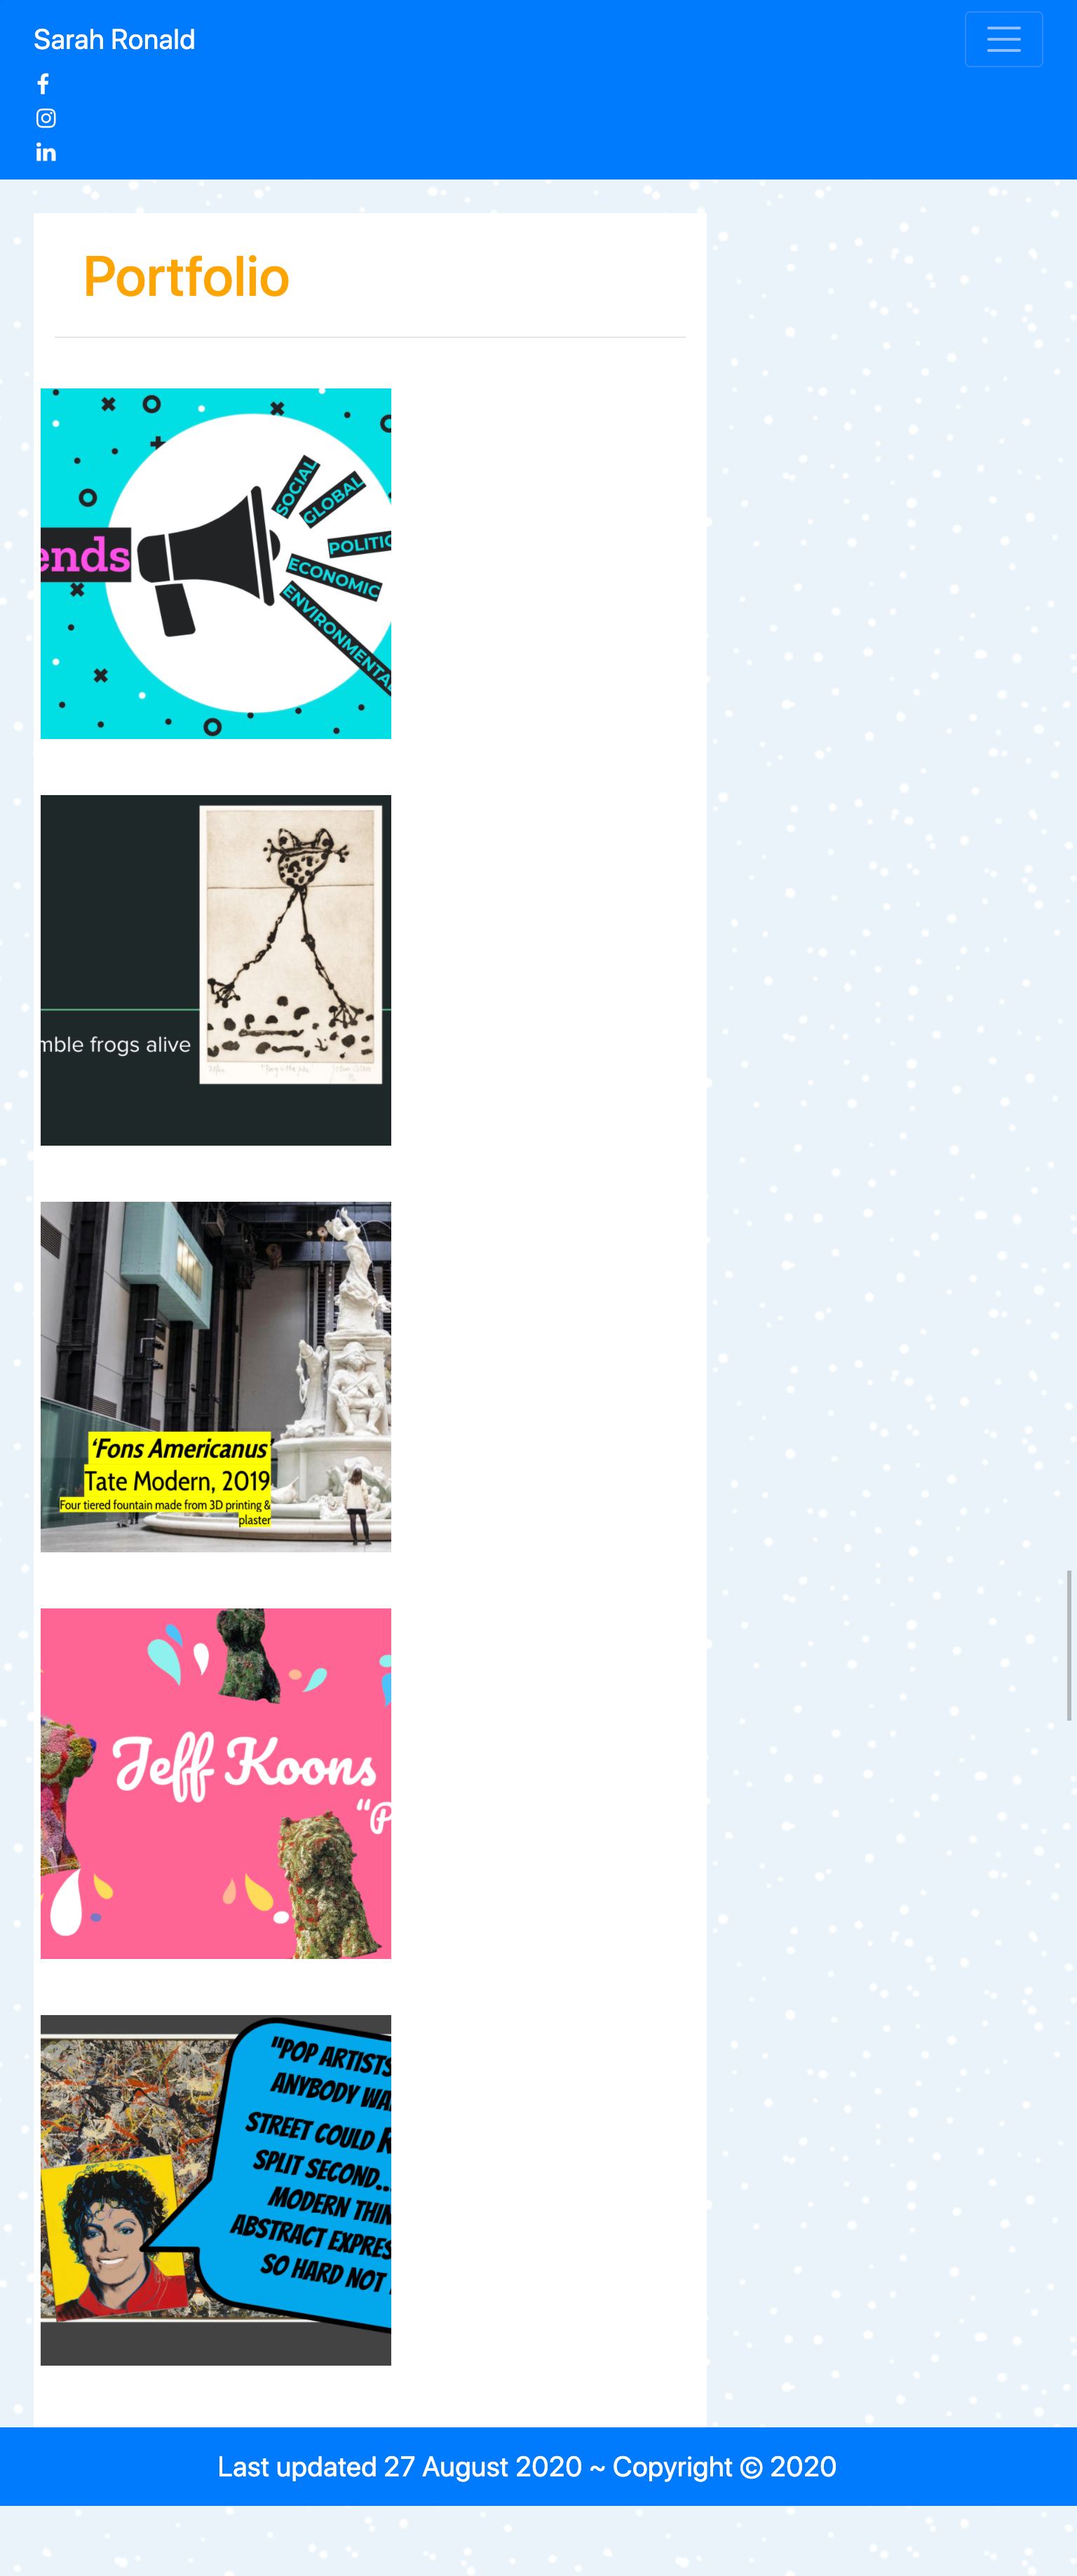 Sarah Ronald
Portfolio
ends
SOCIAL
GLOBAL
POLITIC
ECONOMIC
ENVIRONMENTAL
mble frogs alive
‘Fons Americanus’
Tate Modern, 2019
Four tiered fountain made from 3D printing &
plaster
Jeff Koons
“P
"POP ARTISTS
ANYBODY WA
STREET COULD
SPLIT SECOND...
MODERN THIN
ABSTRACT EXPRES
SO HARD NOT
Last updated 27 August 2020 ~ Copyright © 2020